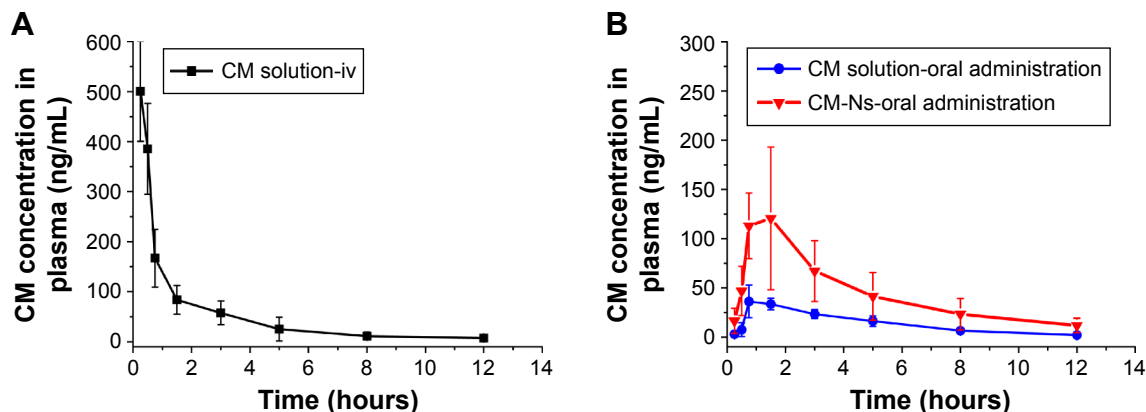 A
CM concentration in
plasma (ng/mL)
600
500
400
300
200
100
0
CM solution-iv
0 2 4 6 8 10 12 14
Time (hours)
B
CM concentration in
plasma (ng/mL)
300
250
200
150
100
50
0
CM solution-oral administration
CM-Ns-oral administration
0 2 4 6 8 10 12 14
Time (hours)